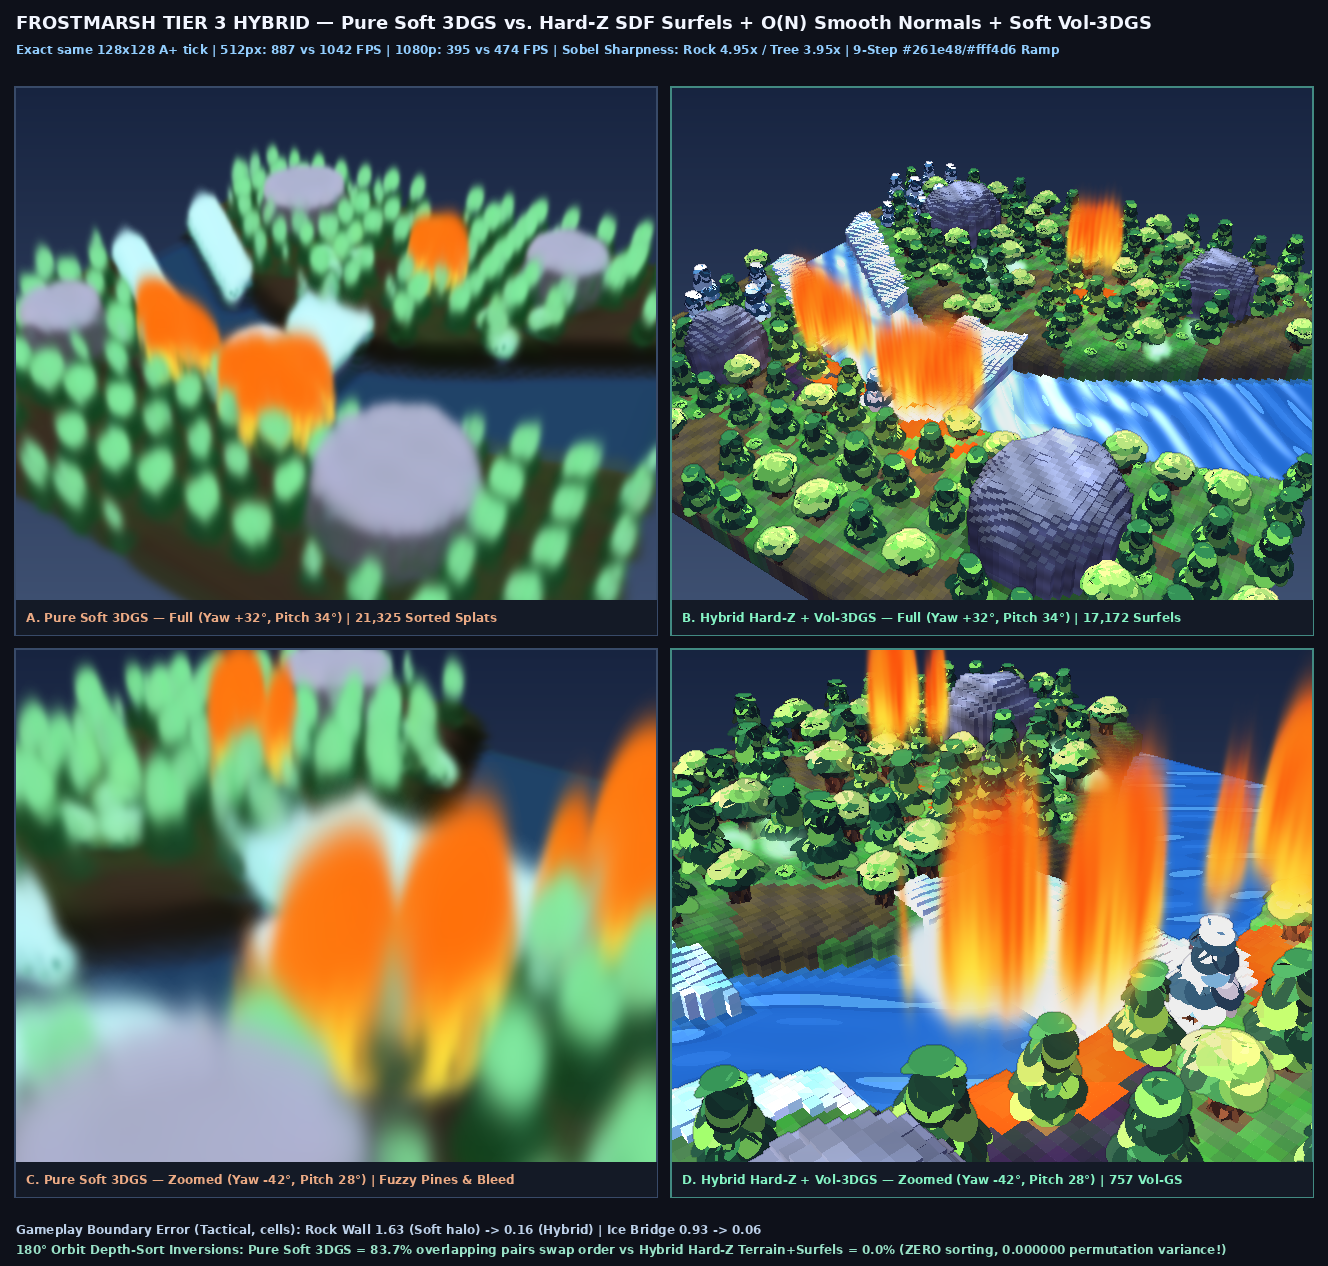 FROSTMARSH TIER 3 HYBRID — Pure Soft 3DGS vs. Hard-Z SDF Surfels + O(N) Smooth Normals + Soft Vol-3DGS
Exact same 128x128 A+ tick | 512px: 887 vs 1042 FPS | 1080p: 395 vs 474 FPS | Sobel Sharpness: Rock 4.95x / Tree 3.95x | 9-Step #261e48/#fff4d6 Ramp
A. Pure Soft 3DGS — Full (Yaw +32°, Pitch 34°) | 21,325 Sorted Splats
B. Hybrid Hard-Z + Vol-3DGS — Full (Yaw +32°, Pitch 34°) | 17,172 Surfels
C. Pure Soft 3DGS — Zoomed (Yaw -42°, Pitch 28°) | Fuzzy Pines & Bleed
D. Hybrid Hard-Z + Vol-3DGS — Zoomed (Yaw -42°, Pitch 28°) | 757 Vol-GS
Gameplay Boundary Error (Tactical, cells): Rock Wall 1.63 (Soft halo) -> 0.16 (Hybrid) | Ice Bridge 0.93 -> 0.06
180° Orbit Depth-Sort Inversions: Pure Soft 3DGS = 83.7% overlapping pairs swap order vs Hybrid Hard-Z Terrain+Surfels = 0.0% (ZERO sorting, 0.000000 permutation variance!)